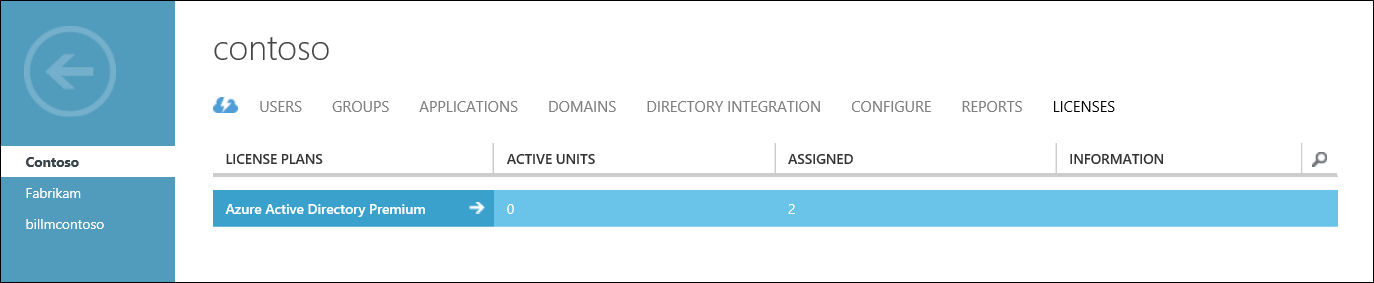 contoso
USERS GROUPS APPLICATIONS DOMAINS DIRECTORY INTEGRATION CONFIGURE REPORTS LICENSES
Contoso
Fabrikam
billmcontoso
LICENSE PLANS ACTIVE UNITS ASSIGNED INFORMATION
Azure Active Directory Premium 0 2